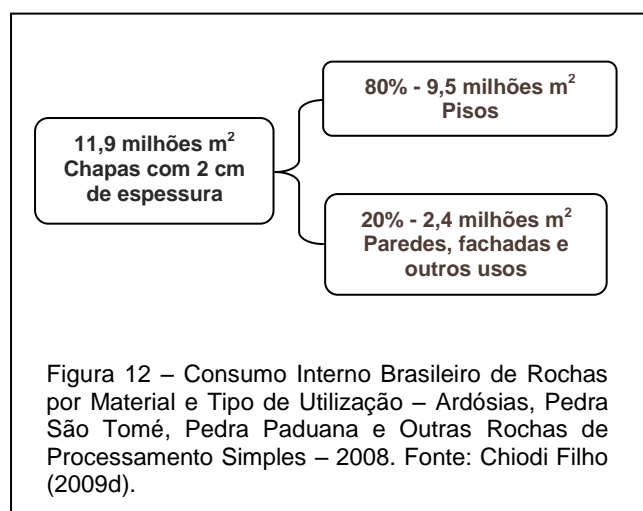 11,9 milhões m²
Chapas com 2 cm
de espessura
80% - 9,5 milhões m²
Pisos
20% - 2,4 milhões m²
Paredes, fachadas e
outros usos
Figura 12 – Consumo Interno Brasileiro de Rochas
por Material e Tipo de Utilização – Ardósias, Pedra
São Tomé, Pedra Paduana e Outras Rochas de
Processamento Simples – 2008. Fonte: Chiodi Filho
(2009d).